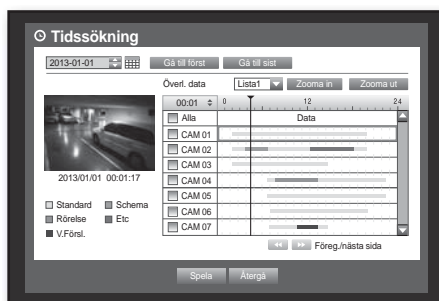 Tidssökning
2013-01-01 Gå till först Gå till sist
Överl. data Lista1 Zooma in Zooma ut
00:01 0 12 24
Alla Data
CAM 01
CAM 02
CAM 03
CAM 04
CAM 05
CAM 06
CAM 07
2013/01/01 00:01:17
Standard Schema
Rörelse Etc
V.Försl.
Föreg./nästa sida
Spela Återgå